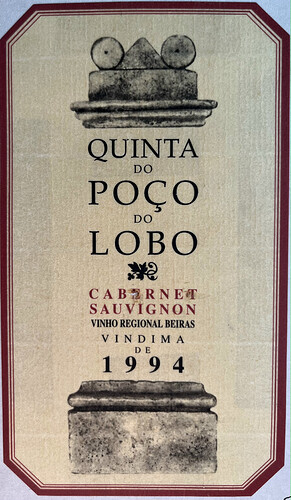 QUINTA
DO
POÇO
DO
LOBO
CABERNET
SAUVIGNON
VINHO REGIONAL BEIRAS
VINDIMA
DE
1994